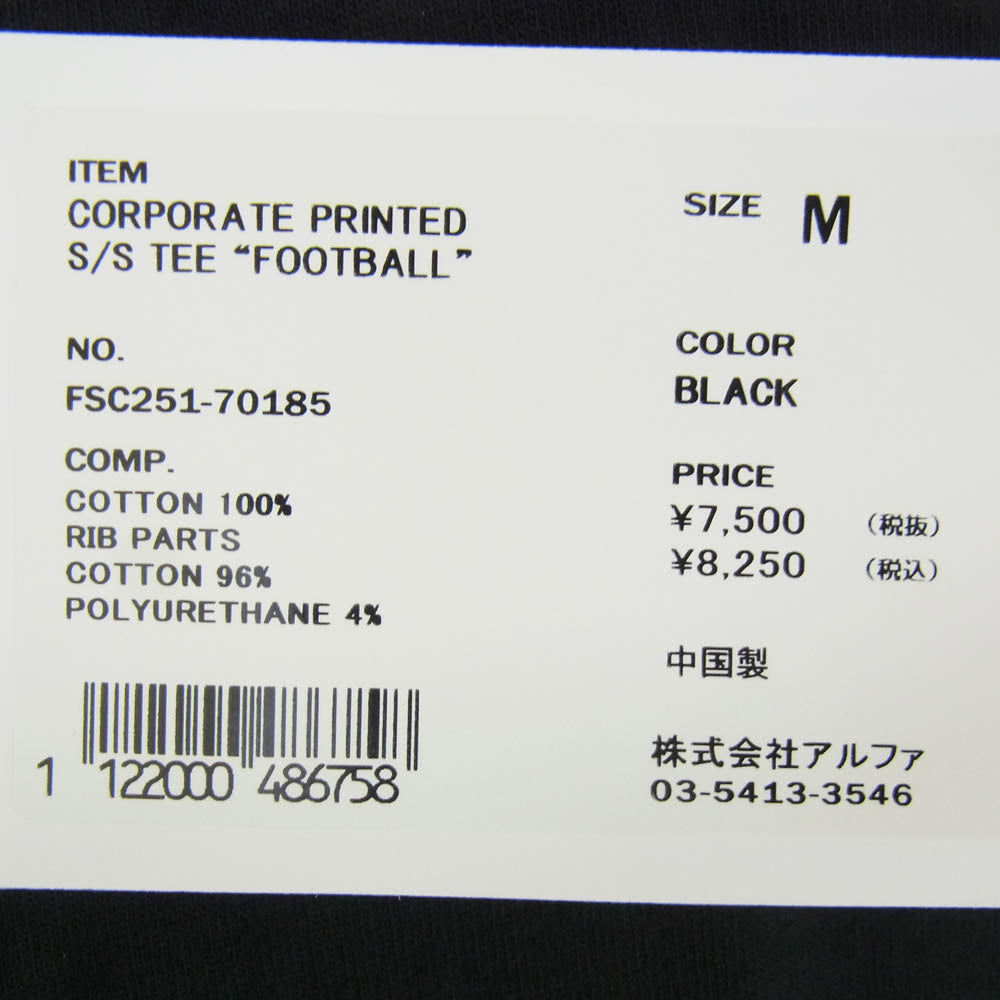 ITEM
CORPORATE PRINTED
S/S TEE “FOOTBALL”
NO.
FSC251-70185
COMP.
COTTON 100%
RIB PARTS
COTTON 96%
POLYURETHANE 4%
1 122000 486758
SIZE M
COLOR
BLACK
PRICE
¥7,500 (税抜)
¥8,250 (税込)
中国製
株式会社アルファ
03-5413-3546